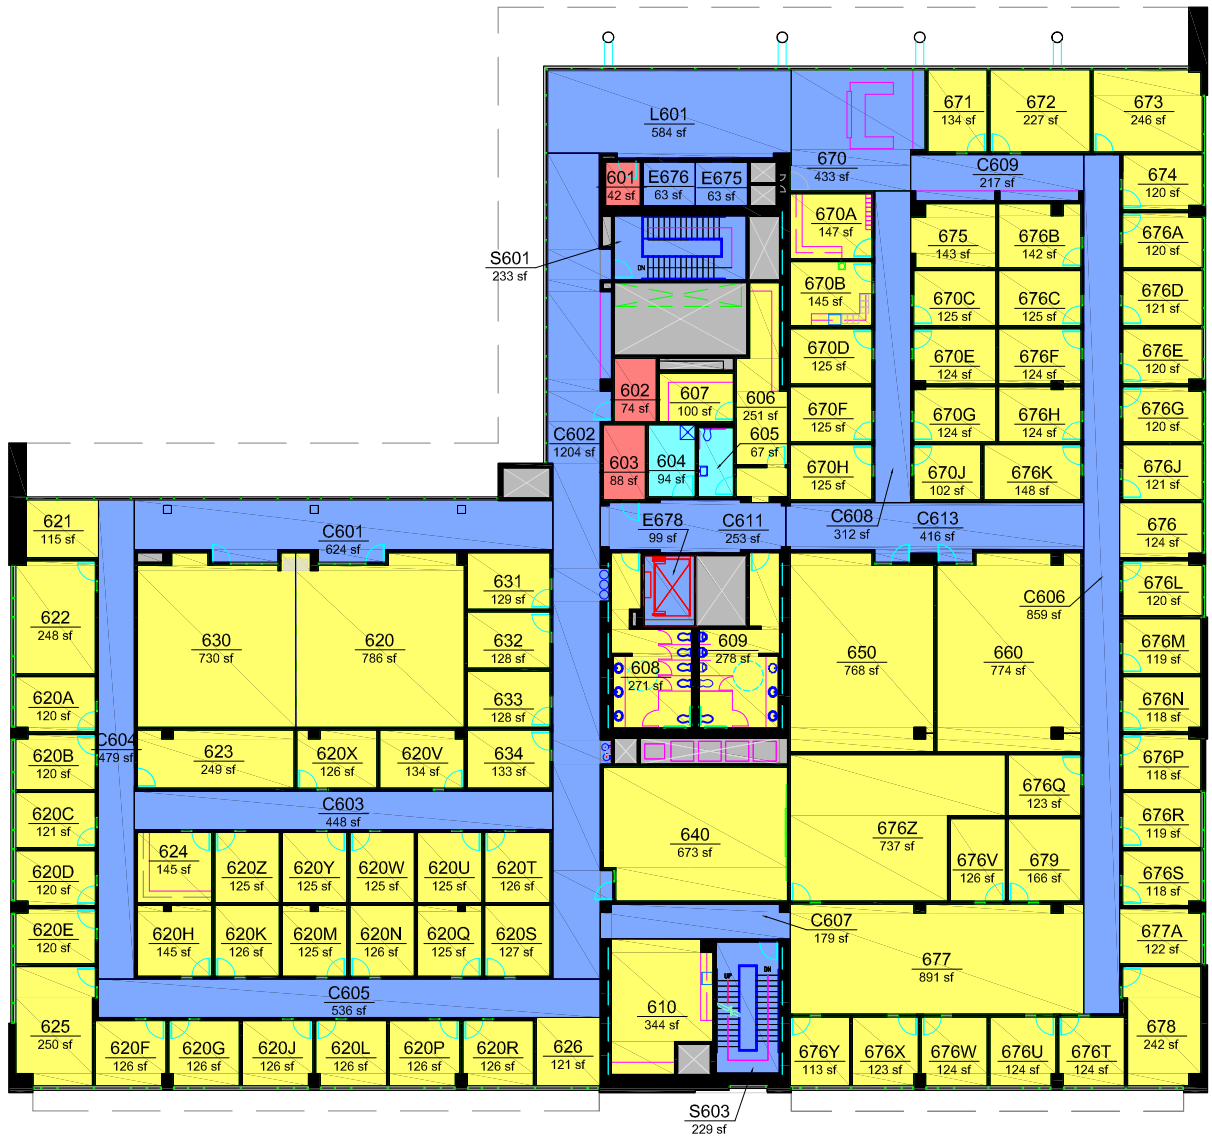 L601
584 sf
671
134 sf
672
227 sf
673
246 sf
670
433 sf
C609
217 sf
601
42 sf
E676
63 sf
E675
63 sf
674
120 sf
670A
147 sf
675
143 sf
676B
142 sf
676A
120 sf
S601
233 sf
DN
670B
145 sf
670C
125 sf
676C
125 sf
676D
121 sf
670D
125 sf
670E
124 sf
676F
124 sf
676E
120 sf
602
74 sf
607
100 sf
606
251 sf
670F
125 sf
670G
124 sf
676H
124 sf
676G
120 sf
C602
1204 sf
603
88 sf
604
94 sf
605
67 sf
670H
125 sf
670J
102 sf
676K
148 sf
676J
121 sf
621
115 sf
C601
624 sf
E678
99 sf
C611
253 sf
C608
312 sf
C613
416 sf
676
124 sf
622
248 sf
630
730 sf
620
786 sf
631
129 sf
632
128 sf
633
128 sf
608
271 sf
609
278 sf
650
768 sf
660
774 sf
C606
859 sf
676L
120 sf
676M
119 sf
676N
118 sf
620A
120 sf
C604
479 sf
620B
120 sf
623
249 sf
620X
126 sf
620V
134 sf
634
133 sf
676P
118 sf
620C
121 sf
C603
448 sf
640
673 sf
676Z
737 sf
676Q
123 sf
676R
119 sf
620D
120 sf
624
145 sf
620Z
125 sf
620Y
125 sf
620W
125 sf
620U
125 sf
620T
126 sf
676V
126 sf
679
166 sf
676S
118 sf
620E
120 sf
620H
145 sf
620K
126 sf
620M
125 sf
620N
126 sf
620Q
125 sf
620S
127 sf
C607
179 sf
677
891 sf
677A
122 sf
C605
536 sf
UP
DN
610
344 sf
625
250 sf
620F
126 sf
620G
126 sf
620J
126 sf
620L
126 sf
620P
126 sf
620R
126 sf
626
121 sf
676Y
113 sf
676X
123 sf
676W
124 sf
676U
124 sf
676T
124 sf
678
242 sf
S603
229 sf